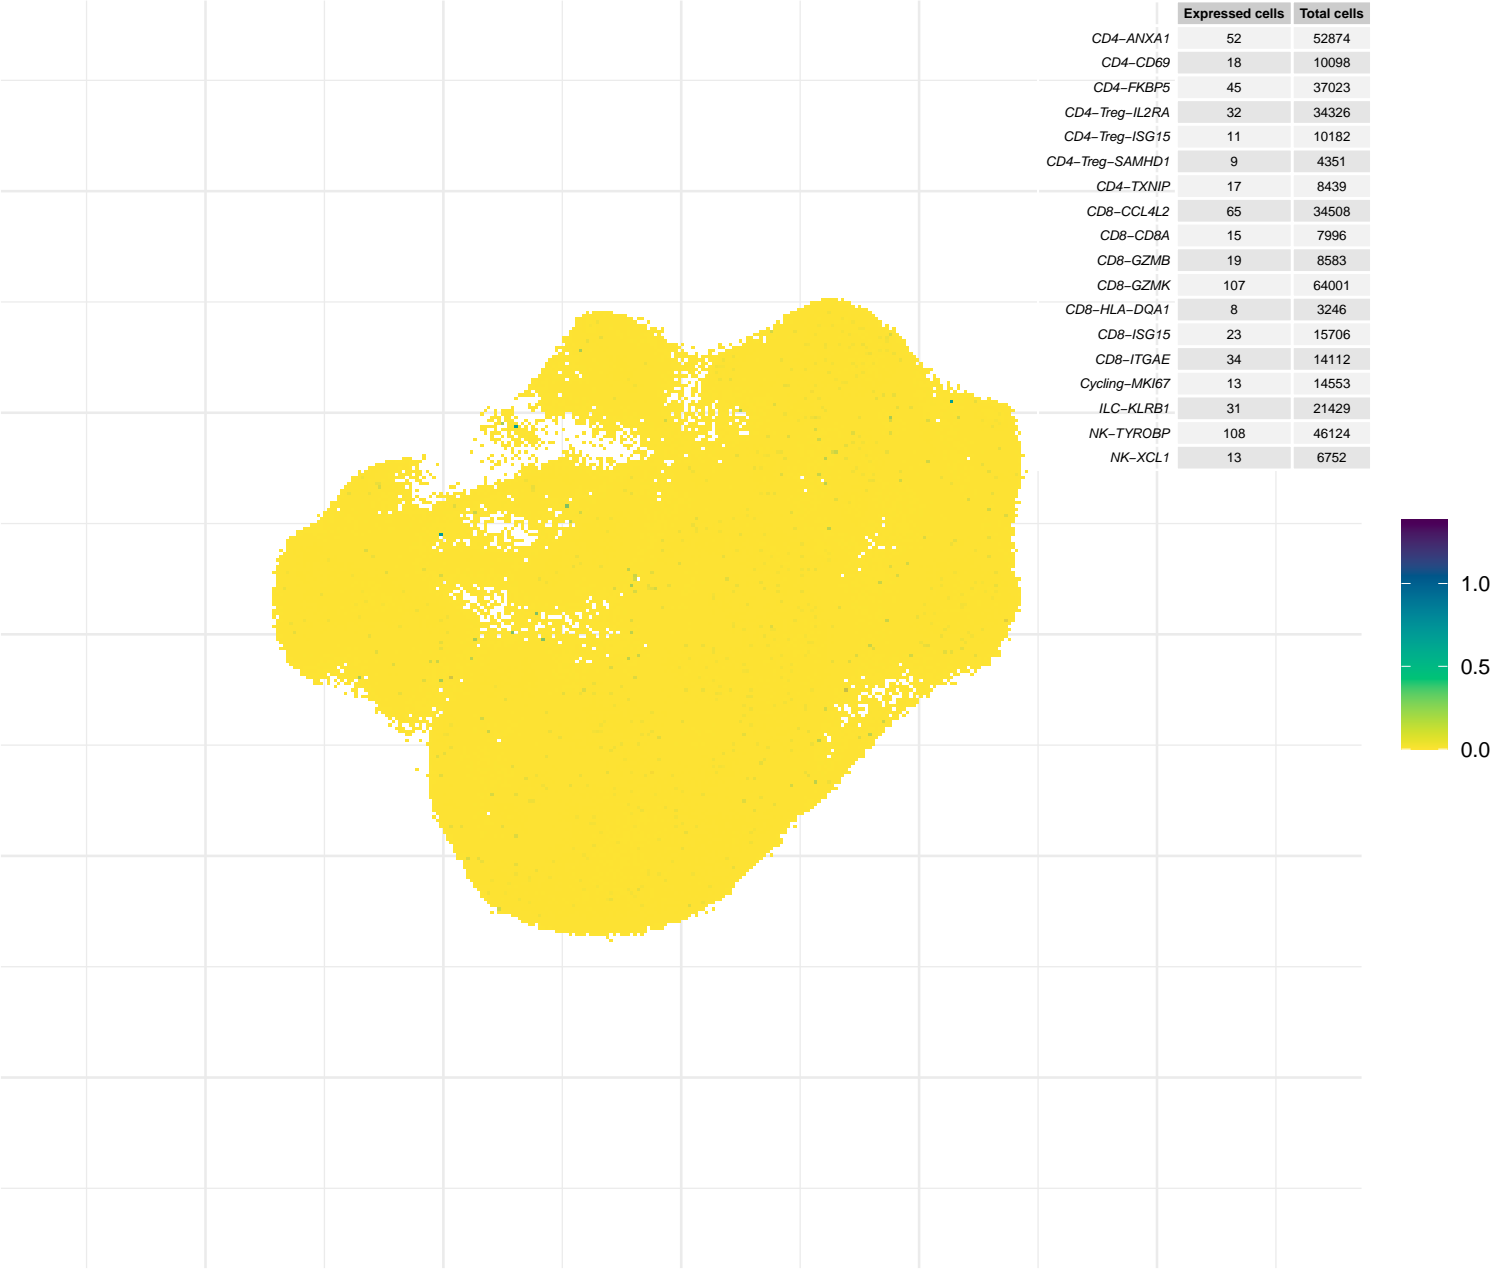 Expressed cells Total cells
CD4−ANXA1 52 52874
CD4−CD69 18 10098
CD4−FKBP5 45 37023
CD4−Treg−IL2RA 32 34326
CD4−Treg−ISG15 11 10182
CD4−Treg−SAMHD1 9 4351
CD4−TXNIP 17 8439
CD8−CCL4L2 65 34508
CD8−CD8A 15 7996
CD8−GZMB 19 8583
CD8−GZMK 107 64001
CD8−HLA−DQA1 8 3246
CD8−ISG15 23 15706
CD8−ITGAE 34 14112
Cycling−MKI67 13 14553
ILC−KLRB1 31 21429
NK−TYROBP 108 46124
NK−XCL1 13 6752
1.0
0.5
0.0